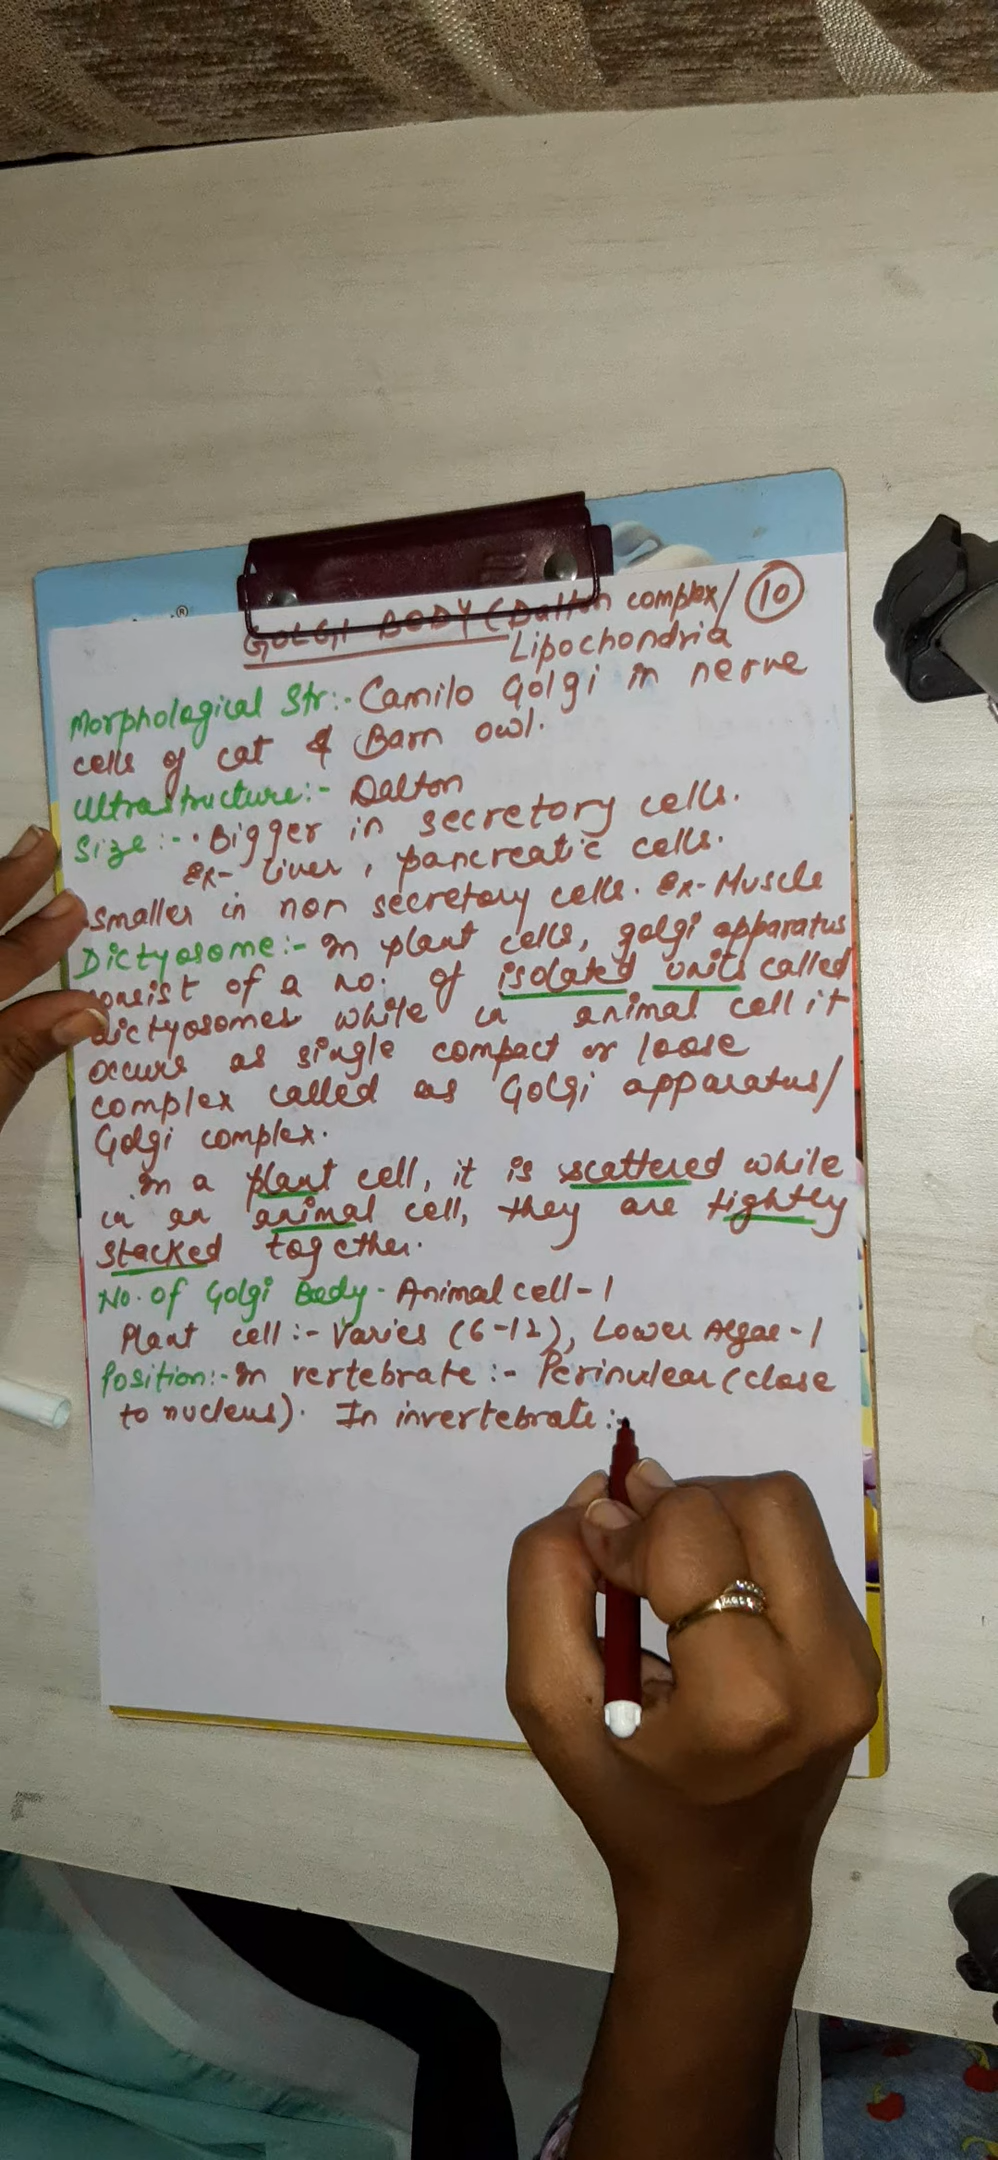 GOLGI BODY (Dalton complex/ 10
Lipochondria
Morphological Str:- Camilo Golgi in nerve
cells of cat & Barn owl.
Ultrastructure:- Dalton
Size:- • Bigger in secretory cells.
Ex- Liver, pancreatic cells.
Smaller in non secretory cells. Ex- Muscle
Dictyosome:- In plant cells, golgi apparatus
consist of a no. of isolated units called
dictyosomes while in animal cell it
occurs as single compact or loose
complex called as Golgi apparatus/
Golgi complex.
In a plant cell, it is scattered while
in an animal cell, they are tightly
stacked together.
No. of Golgi Body - Animal cell - 1
Plant cell:- Varies (6-12), Lower Algae - 1
Position:- In vertebrate:- Perinulear (close
to nucleus). In invertebrate:-